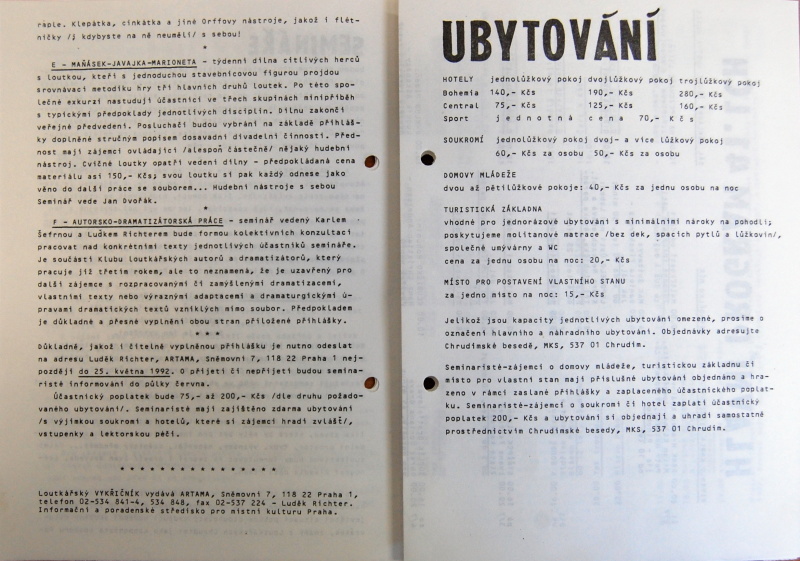 ráple. Klepátka, cinkátka a jiné Orffovy nástroje, jakož i flét-
ničky /i kdybyste na ně neuměli/ s sebou!
*
E - MAŇÁSEK-JAVAJKA-MARIONETA - týdenní dílna citlivých herců
s loutkou, kteří s jednoduchou stavebnicovou figurou projdou
srovnávací metodiku hry tří hlavních druhů loutek. Po této spo-
lečné exkurzi nastudují účastníci ve třech skupinách minipříběh
s typickými předpoklady jednotlivých disciplin. Dílnu zakončí
veřejné předvedení. Posluchači budou vybráni na základě přihláš-
ky doplněné stručným popisem dosavadní divadelní činnosti. Před-
nost mají zájemci ovládající /alespoň částečně/ nějaký hudební
nástroj. Cvičné loutky opatří vedení dílny - předpokládaná cena
materiálu asi 150,- Kčs; svou loutku si pak každý odnese jako
věno do další práce se souborem... Hudební nástroje s sebou
Seminář vede Jan Dvořák.
*
F - AUTORSKO-DRAMATIZÁTORSKÁ PRÁCE - seminář vedený Karlem
Šefrnou a Luďkem Richterem bude formou kolektivních konzultací
pracovat nad konkrétními texty jednotlivých účastníků semináře.
Je součástí Klubu loutkářských autorů a dramatizátorů, který
pracuje již třetím rokem, ale to neznamená, že je uzavřený pro
další zájemce s rozpracovanými či zamýšlenými dramatizacemi,
vlastními texty nebo výraznými adaptacemi a dramaturgickými ú-
pravami dramatických textů vzniklých mimo soubor. Předpokladem
je důkladné a přesné vyplnění obou stran přiložené přihlášky.
* * *
Důkladně, jakož i čitelně vyplněnou přihlášku je nutno odeslat
na adresu Luděk Richter, ARTAMA, Sněmovní 7, 118 22 Praha 1 nej-
později do 25. května 1992. O přijetí či nepřijetí budou semina-
risté informováni do půlky června.
Účastnický poplatek bude 75,- až 200,- Kčs /dle druhu požado-
vaného ubytování/. Seminaristé mají zajištěno zdarma ubytování
/s výjimkou soukromí a hotelů, které si zájemci hradí zvlášť/,
vstupenky a lektorskou péči.
* * * * * * * * * * * * * * * *
Loutkářský VYKŘIČNÍK vydává ARTAMA, Sněmovní 7, 118 22 Praha 1,
telefon 02-534 841-4, 534 848, fax 02-537 224 - Luděk Richter.
Informační a poradenské středisko pro místní kulturu Praha.
UBYTOVÁNÍ
HOTELY jednolůžkový pokoj dvojlůžkový pokoj trojlůžkový pokoj
Bohemia 140,- Kčs 190,- Kčs 280,- Kčs
Central 75,- Kčs 125,- Kčs 160,- Kčs
Sport j e d n o t n á c e n a 70,- K č s
SOUKROMÍ jednolůžkový pokoj dvoj- a více lůžkový pokoj
60,- Kčs za osobu 50,- Kčs za osobu
DOMOVY MLÁDEŽE
dvou až pětilůžkové pokoje: 40,- Kčs za jednu osobu na noc
TURISTICKÁ ZÁKLADNA
vhodné pro jednorázové ubytování s minimálními nároky na pohodlí;
poskytujeme molitanové matrace /bez dek, spacích pytlů a lůžkovin/,
společné umývárny a WC
cena za jednu osobu na noc: 20,- Kčs
MÍSTO PRO POSTAVENÍ VLASTNÍHO STANU
za jedno místo na noc: 15,- Kčs
Jelikož jsou kapacity jednotlivých ubytování omezené, prosíme o
označení hlavního a náhradního ubytování. Objednávky adresujte
Chrudimské besedě, MKS, 537 01 Chrudim.
Seminaristé-zájemci o domovy mládeže, turistickou základnu či
místo pro vlastní stan mají příslušné ubytování objednáno a hra-
zeno v rámci zaslané přihlášky a zaplaceného účastnického poplat-
ku. Seminaristé-zájemci o soukromí či hotel zaplatí účastnický
poplatek 200,- Kčs a ubytování si objednají a uhradí samostatně
prostřednictvím Chrudimské besedy, MKS, 537 01 Chrudim.